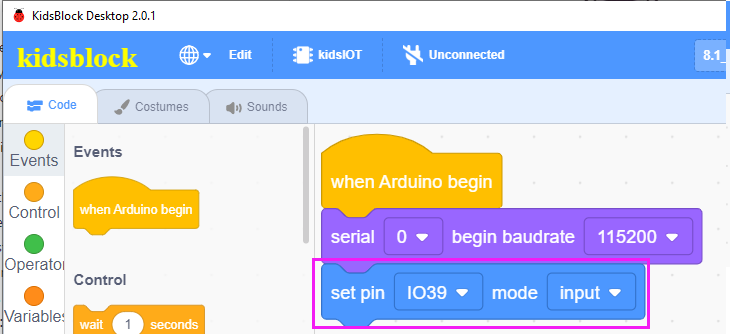 KidsBlock Desktop 2.0.1
kidsblock Edit kidsIOT Unconnected 8.1_
Code Costumes Sounds
Events
Control
Operator
Variables
Events
when Arduino begin
Control
wait 1 seconds
when Arduino begin
serial 0 begin baudrate 115200
set pin IO39 mode input